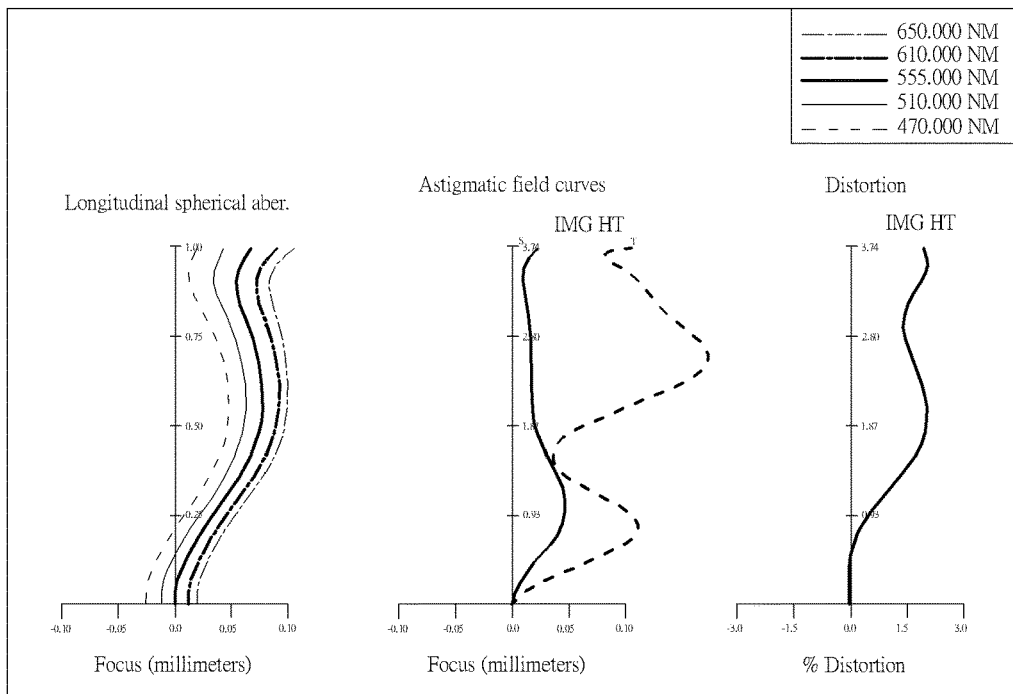 650.000 NM
610.000 NM
555.000 NM
510.000 NM
470.000 NM
Longitudinal spherical aber.
Astigmatic field curves
Distortion
IMG HT
IMG HT
1.00
0.75
0.50
0.25
S
T
3.74
2.80
1.87
0.93
3.74
2.80
1.87
0.93
-0.10 -0.05 0.0 0.05 0.10
-0.10 -0.05 0.0 0.05 0.10
-3.0 -1.5 0.0 1.5 3.0
Focus (millimeters)
Focus (millimeters)
% Distortion